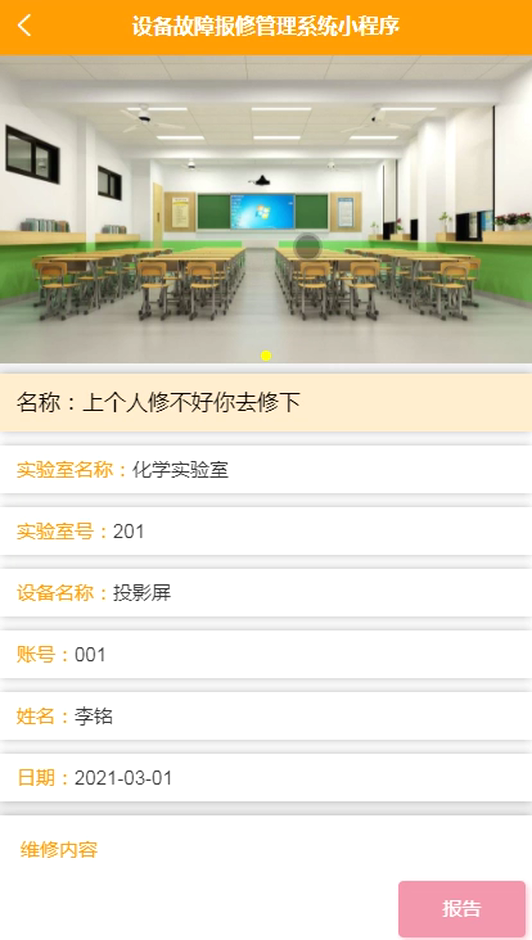 设备故障报修管理系统小程序
名称：上个人修不好你去修下
实验室名称：化学实验室
实验室号：201
设备名称：投影屏
账号：001
姓名：李铭
日期：2021-03-01
维修内容
报告